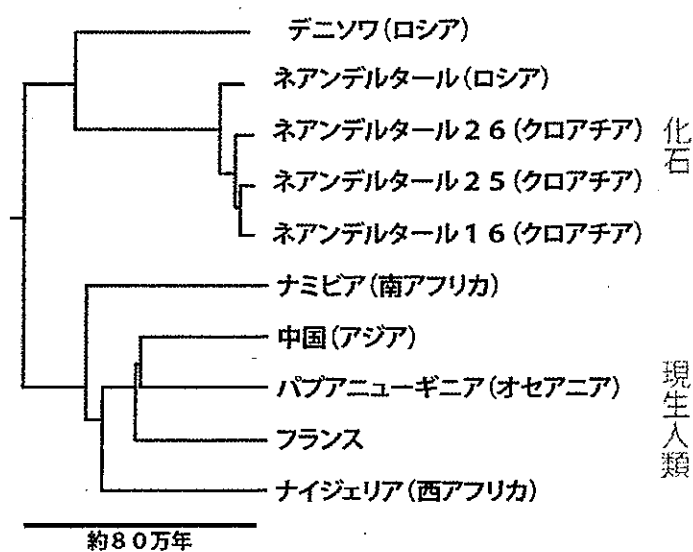 デニソワ(ロシア)
ネアンデルタール(ロシア)
ネアンデルタール26(クロアチア)
ネアンデルタール25(クロアチア)
ネアンデルタール16(クロアチア)
化石
ナミビア(南アフリカ)
中国(アジア)
パプアニューギニア(オセアニア)
フランス
ナイジェリア(西アフリカ)
現生人類
約80万年